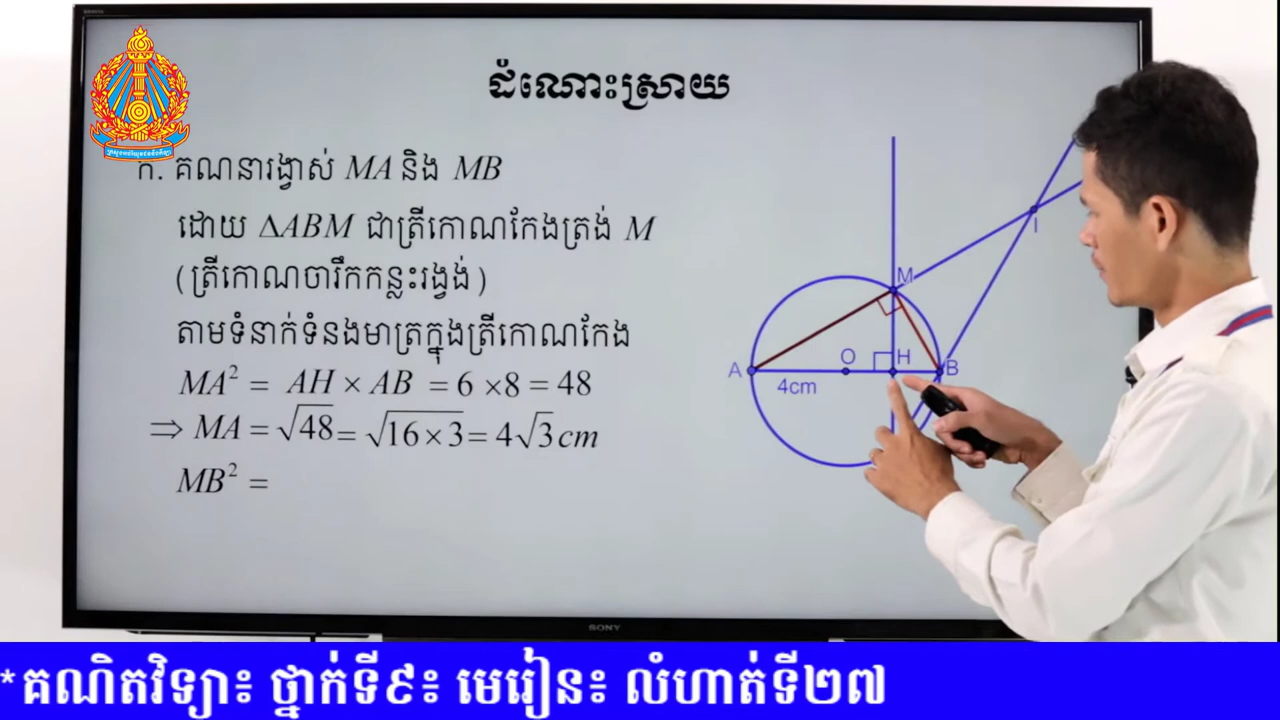 ដំណោះស្រាយ
ក. គណនារង្វាស់ MA និង MB
ដោយ ΔABM ជាត្រីកោណកែងត្រង់ M
(ត្រីកោណចារឹកកន្លះរង្វង់)
តាមទំនាក់ទំនងមាត្រក្នុងត្រីកោណកែង
MA² = AH × AB = 6 × 8 = 48
⇒ MA = √48 = √16×3 = 4√3 cm
MB² =
I
M
A
O
H
B
4cm
SONY
*គណិតវិទ្យា៖ ថ្នាក់ទី៩៖ មេរៀន៖ លំហាត់ទី២៧